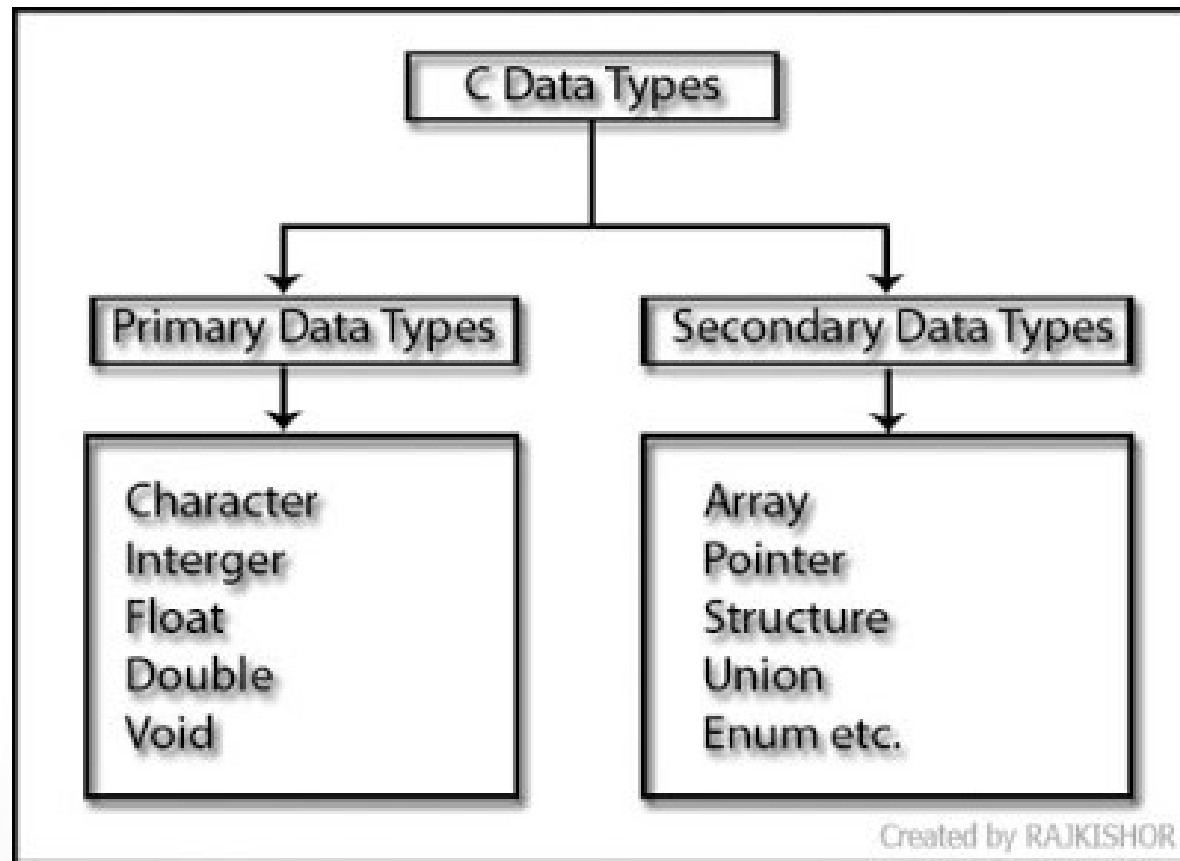 C Data Types
Primary Data Types
Secondary Data Types
Character
Interger
Float
Double
Void
Array
Pointer
Structure
Union
Enum etc.
Created by RAJKISHOR